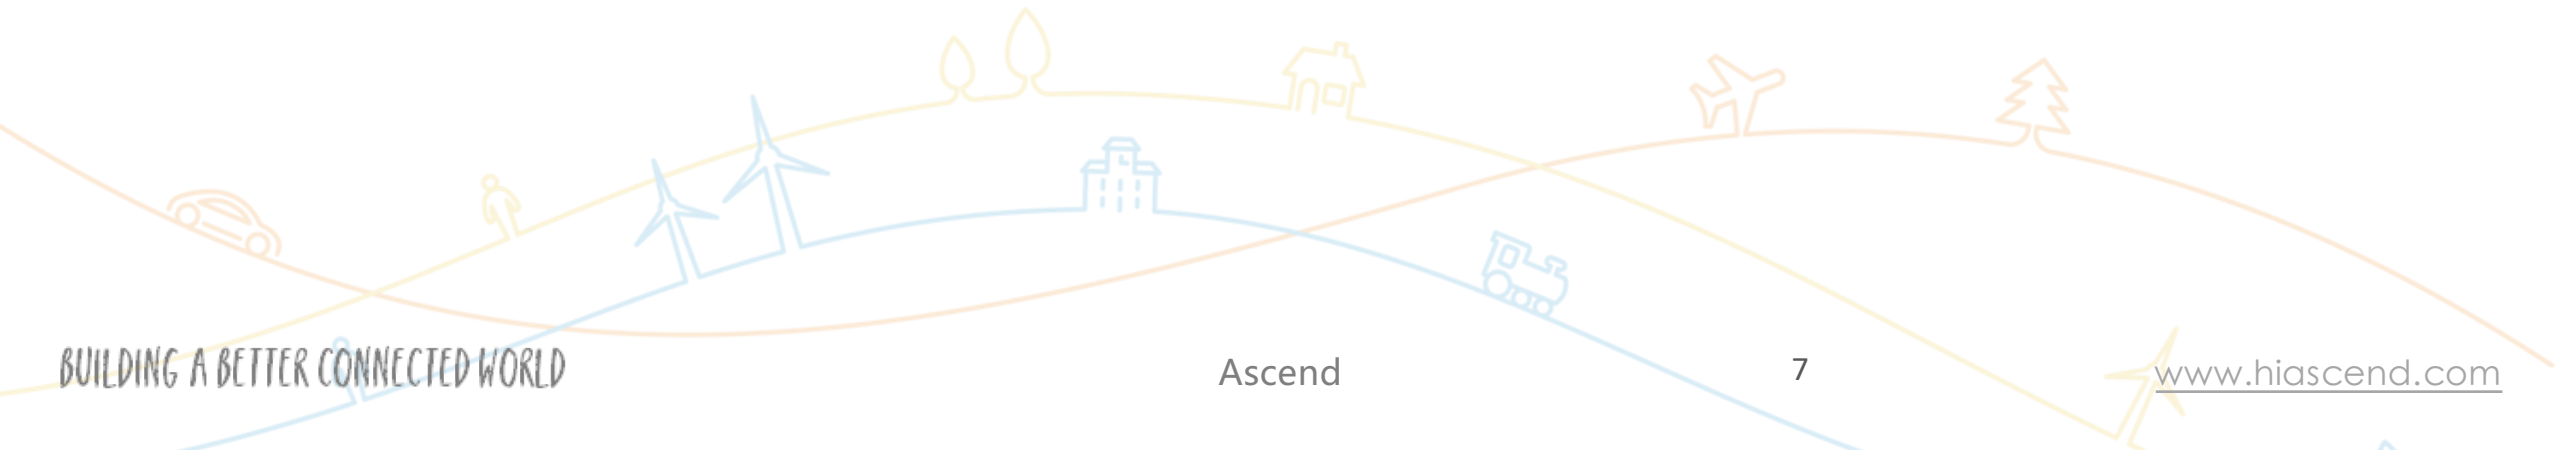 BUILDING A BETTER CONNECTED WORLD
Ascend
7
www.hiascend.com